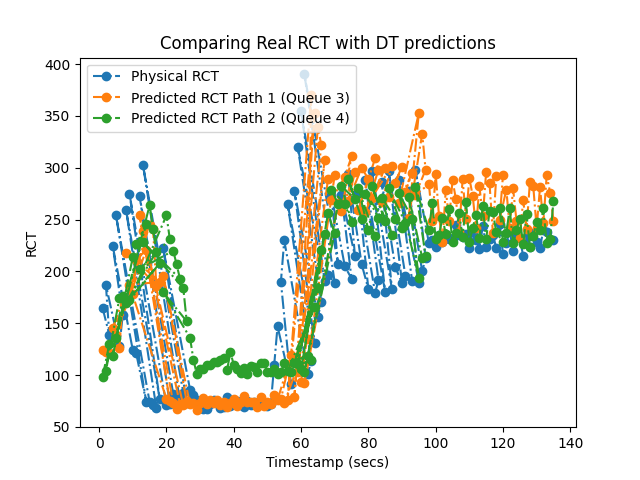 Comparing Real RCT with DT predictions
Physical RCT
Predicted RCT Path 1 (Queue 3)
Predicted RCT Path 2 (Queue 4)
400
350
300
250
200
150
100
50
RCT
0 20 40 60 80 100 120 140
Timestamp (secs)